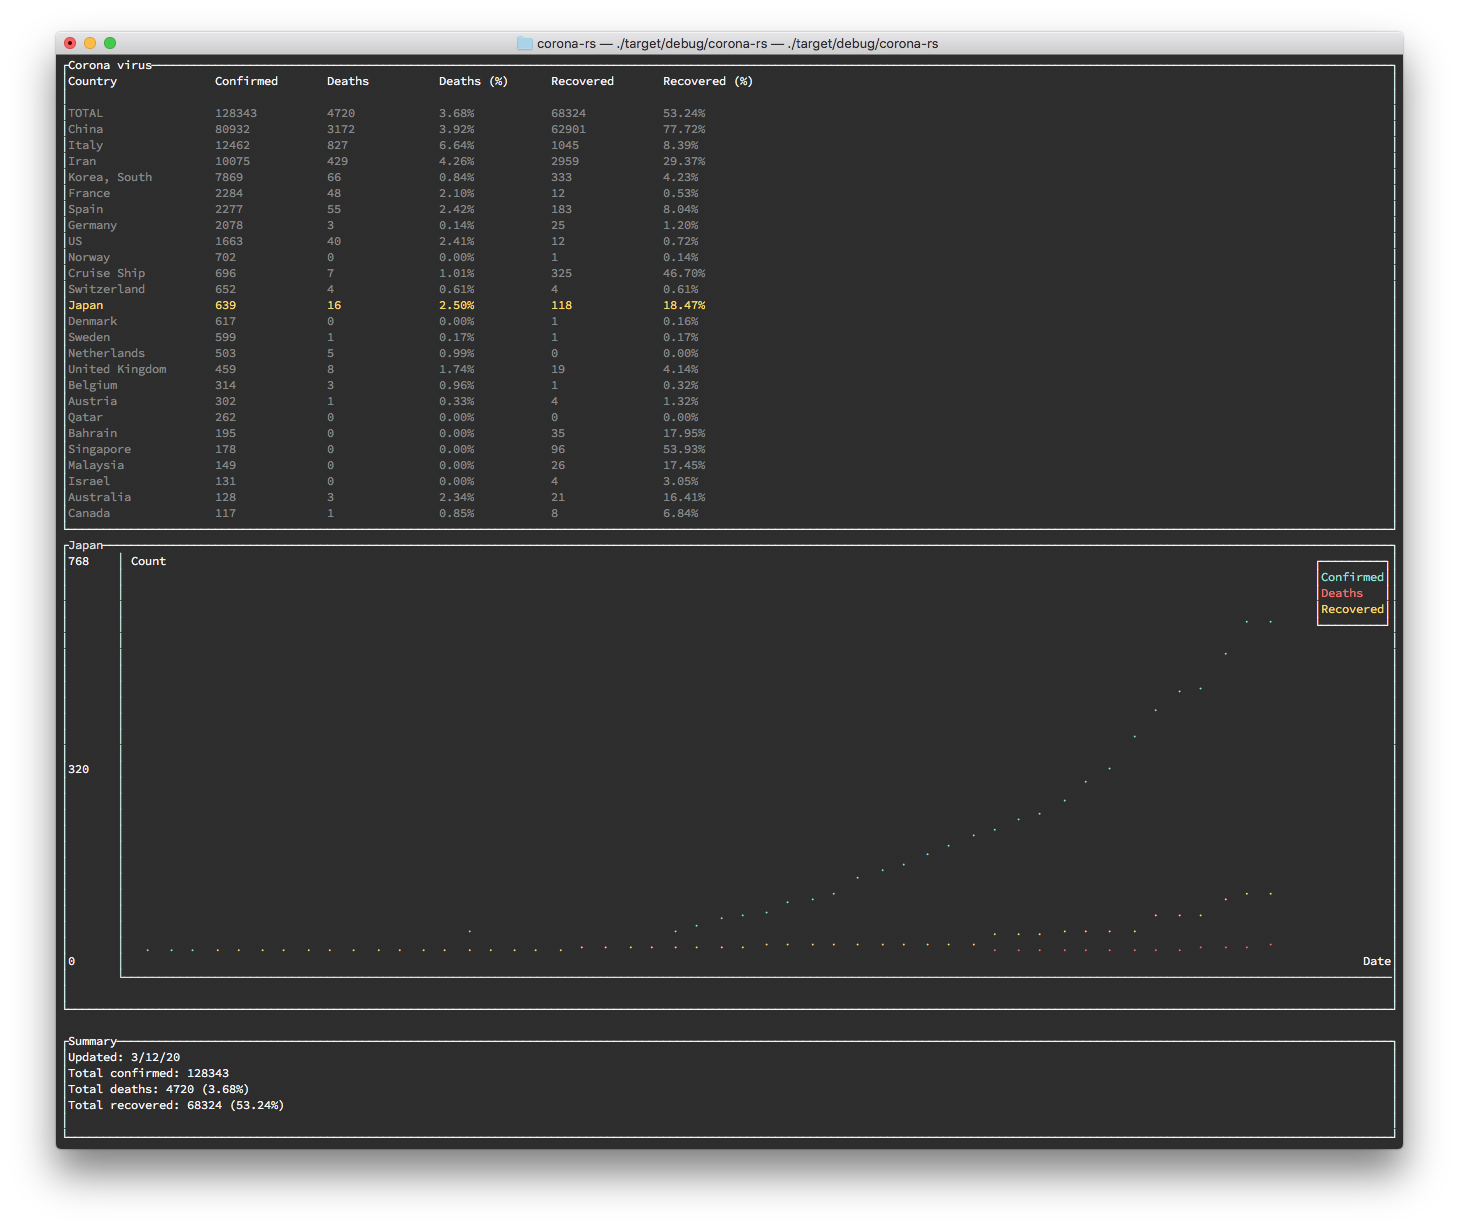 corona-rs — ./target/debug/corona-rs — ./target/debug/corona-rs
Corona virus
Country Confirmed Deaths Deaths (%) Recovered Recovered (%)
TOTAL 128343 4720 3.68% 68324 53.24%
China 80932 3172 3.92% 62901 77.72%
Italy 12462 827 6.64% 1045 8.39%
Iran 10075 429 4.26% 2959 29.37%
Korea, South 7869 66 0.84% 333 4.23%
France 2284 48 2.10% 12 0.53%
Spain 2277 55 2.42% 183 8.04%
Germany 2078 3 0.14% 25 1.20%
US 1663 40 2.41% 12 0.72%
Norway 702 0 0.00% 1 0.14%
Cruise Ship 696 7 1.01% 325 46.70%
Switzerland 652 4 0.61% 4 0.61%
Japan 639 16 2.50% 118 18.47%
Denmark 617 0 0.00% 1 0.16%
Sweden 599 1 0.17% 1 0.17%
Netherlands 503 5 0.99% 0 0.00%
United Kingdom 459 8 1.74% 19 4.14%
Belgium 314 3 0.96% 1 0.32%
Austria 302 1 0.33% 4 1.32%
Qatar 262 0 0.00% 0 0.00%
Bahrain 195 0 0.00% 35 17.95%
Singapore 178 0 0.00% 96 53.93%
Malaysia 149 0 0.00% 26 17.45%
Israel 131 0 0.00% 4 3.05%
Australia 128 3 2.34% 21 16.41%
Canada 117 1 0.85% 8 6.84%
Japan
768 Count
Confirmed
Deaths
Recovered
320
0 Date
Summary
Updated: 3/12/20
Total confirmed: 128343
Total deaths: 4720 (3.68%)
Total recovered: 68324 (53.24%)